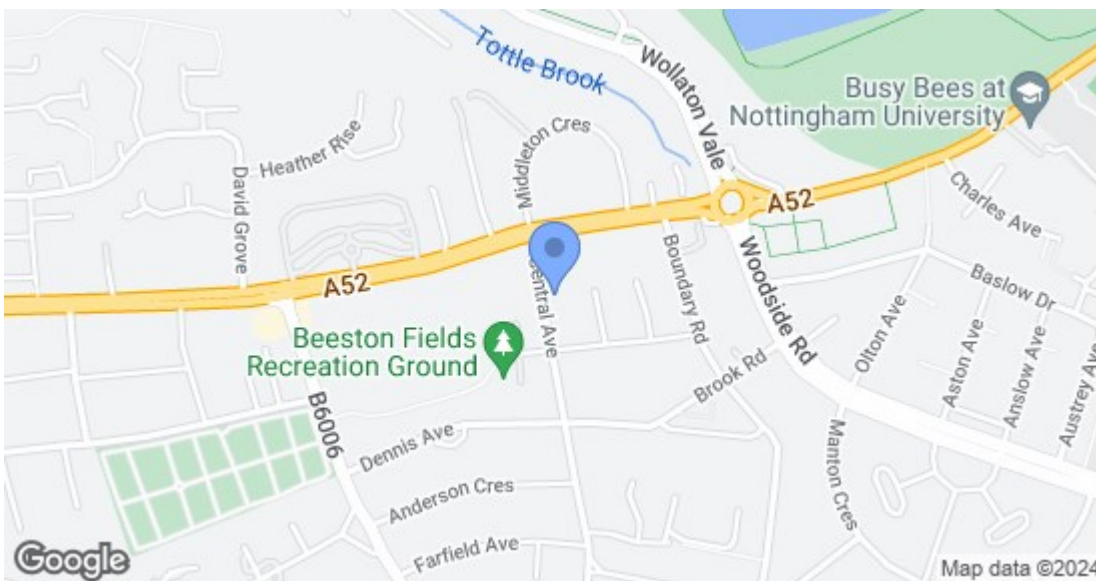 Tottle Brook
Wollaton Vale
Busy Bees at
Nottingham University
Middleton Cres
Heather Rise
David Grove
A52
Charles Ave
A52
Central Ave
Boundary Rd
Woodside Rd
Baslow Dr
Beeston Fields
Recreation Ground
Olton Ave
Aston Ave
Anslow Ave
Austrey Ave
Brook Rd
B6006
Dennis Ave
Manton Cres
Anderson Cres
Farfield Ave
Google
Map data ©2024